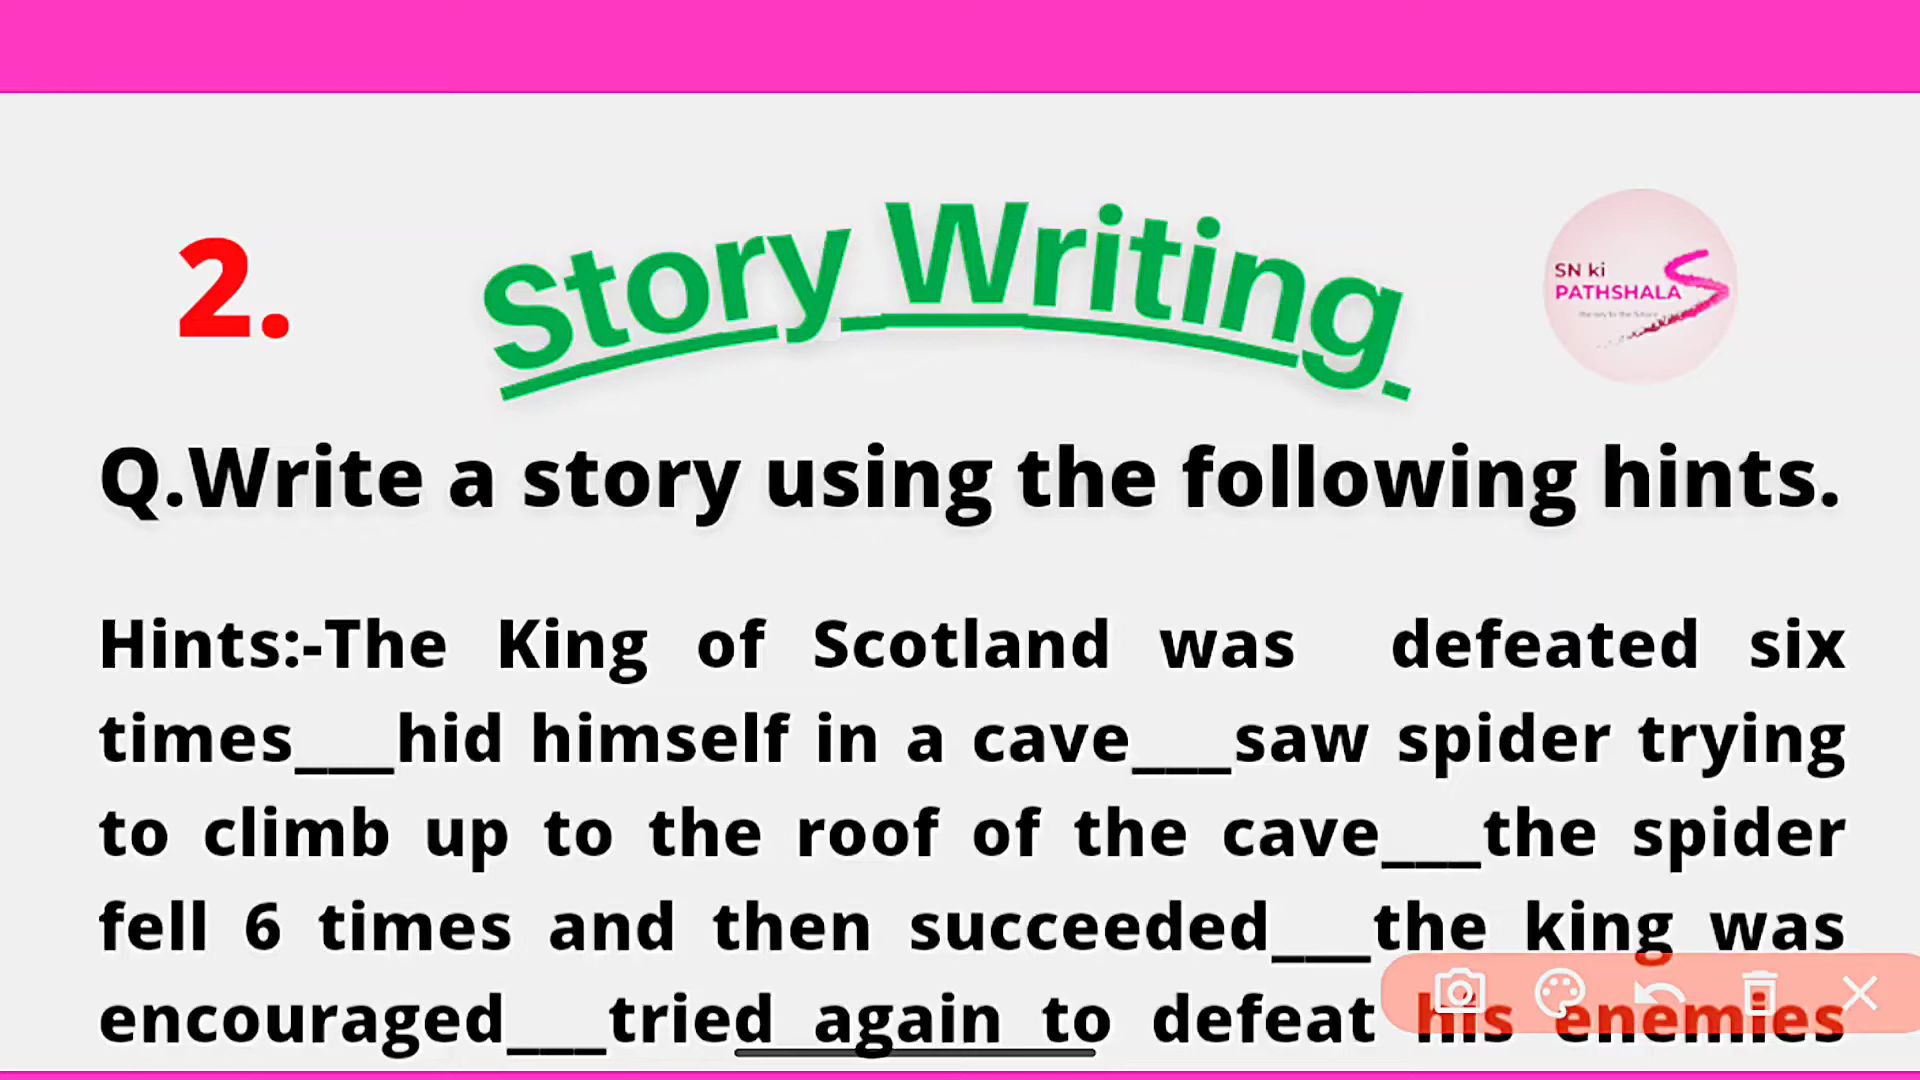 2.
Story Writing
SN ki
PATHSHALA
Q.Write a story using the following hints.
Hints:-The King of Scotland was defeated six
times___hid himself in a cave___saw spider trying
to climb up to the roof of the cave___the spider
fell 6 times and then succeeded___the king was
encouraged___tried again to defeat his enemies